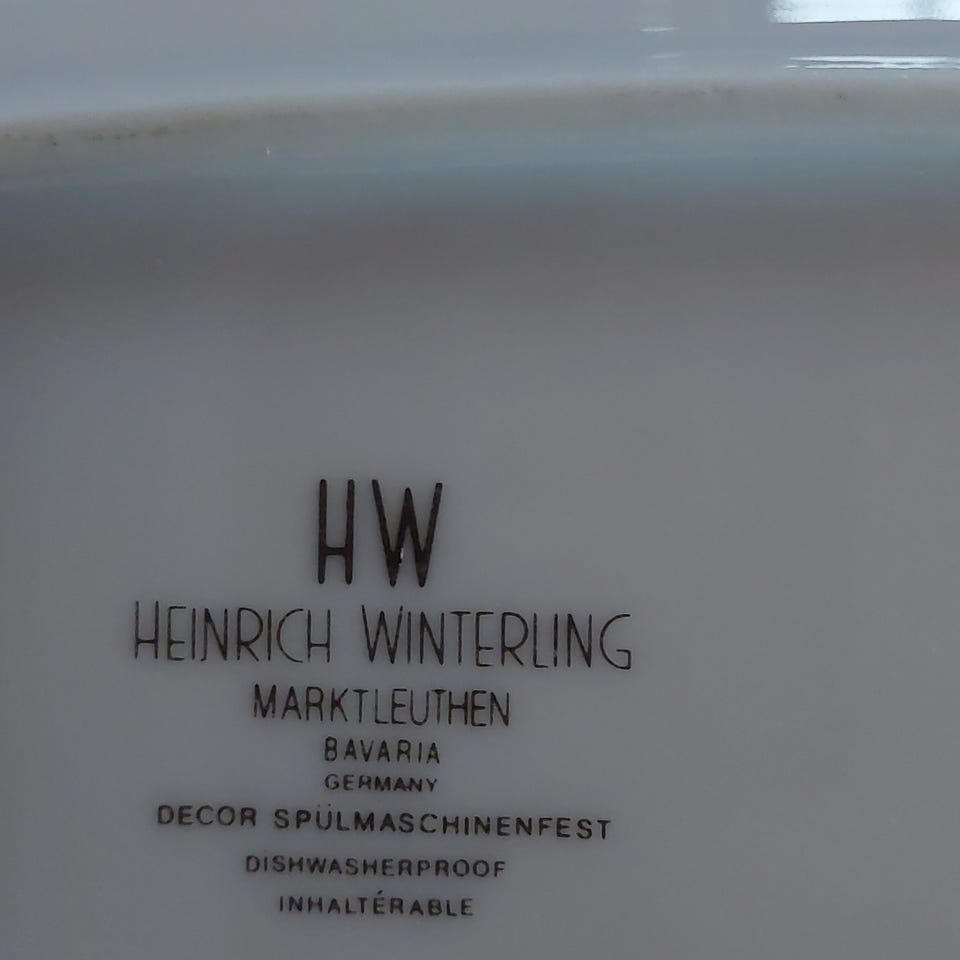 HW
HEINRICH WINTERLING
MARKTLEUTHEN
BAVARIA
GERMANY
DECOR SPÜLMASCHINENFEST
DISHWASHERPROOF
INHALTÉRABLE